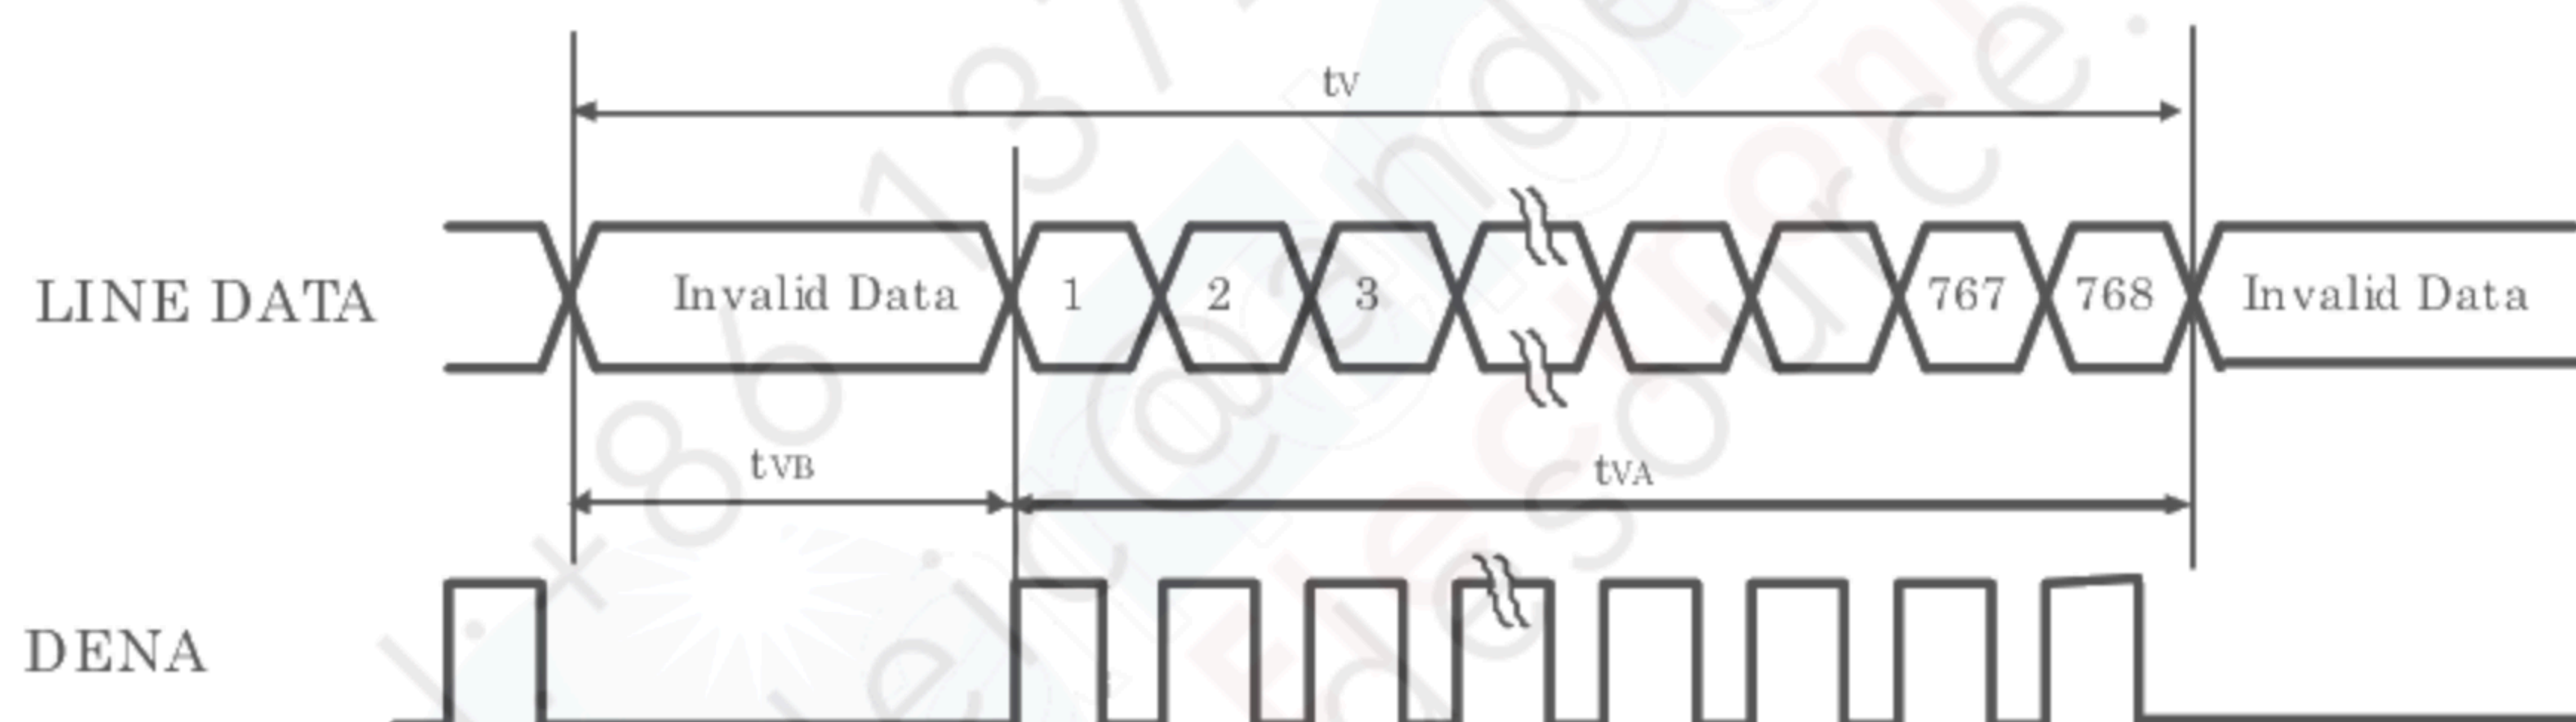 tV
LINE DATA Invalid Data 1 2 3 767 768 Invalid Data
tVB tVA
DENA